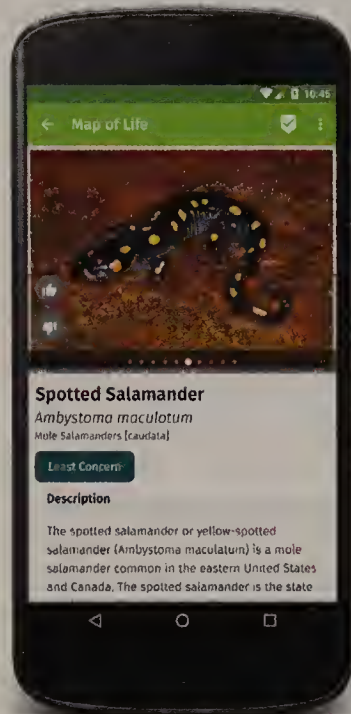 10:45
Map of Life
Spotted Salamander
Ambystoma maculatum
Mole Salamanders [caudata]
Least Concern
Description
The spotted salamander or yellow-spotted
salamander (Ambystoma maculatum) is a mole
salamander common in the eastern United States
and Canada. The spotted salamander is the state